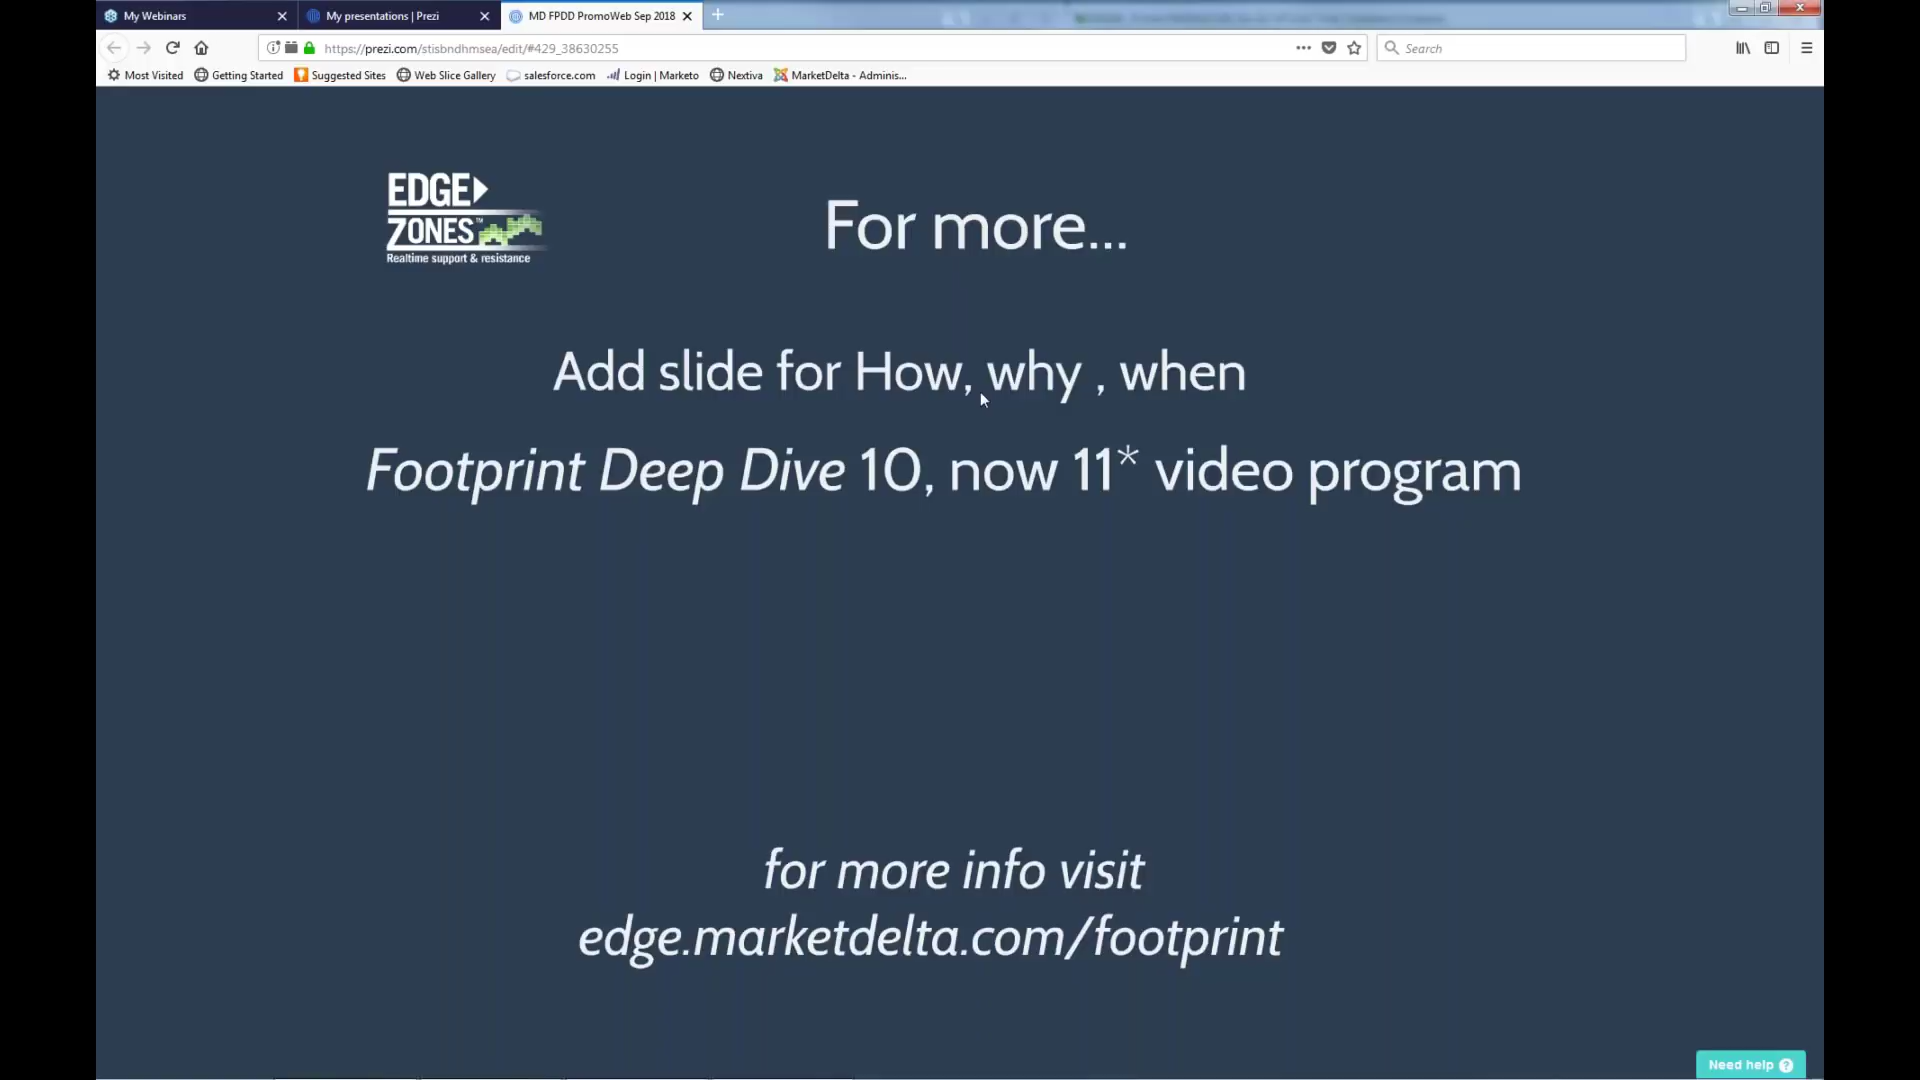 My Webinars
My presentations | Prezi
MD FPDD PromoWeb Sep 2018
https://prezi.com/stisbndhmsea/edit/#429_38630255
Search
Most Visited
Getting Started
Suggested Sites
Web Slice Gallery
salesforce.com
Login | Marketo
Nextiva
MarketDelta - Adminis...
EDGE
ZONES™
Realtime support & resistance
For more...
Add slide for How, why , when
Footprint Deep Dive 10, now 11* video program
for more info visit
edge.marketdelta.com/footprint
Need help ?